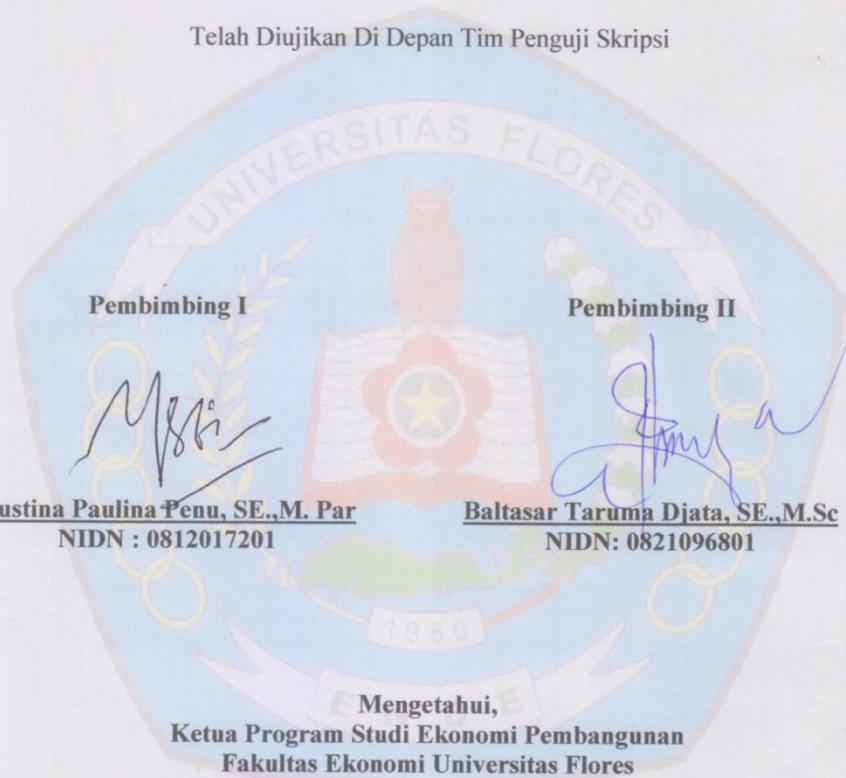 Telah Diujikan Di Depan Tim Penguji Skripsi
UNIVERSITAS FLORES
Pembimbing I
Pembimbing II
ustina Paulina Penu, SE.,M. Par
Baltasar Taruma Djata, SE.,M.Sc
NIDN : 0812017201
NIDN: 0821096801
1980
ENDE
Mengetahui,
Ketua Program Studi Ekonomi Pembangunan
Fakultas Ekonomi Universitas Flores